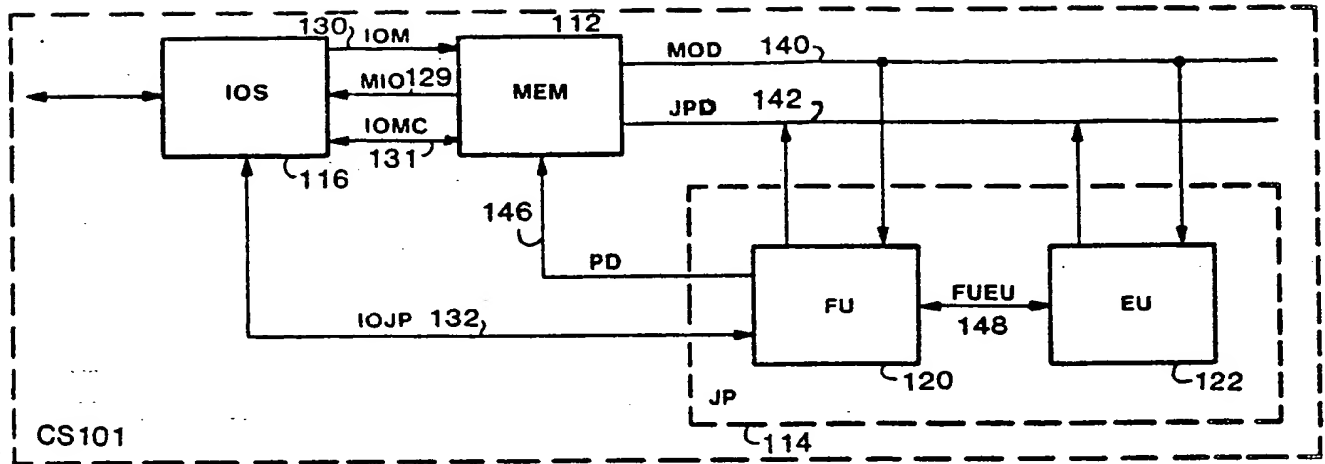 130 IOM
112
MOD 140
IOS
MIO 129
MEM
JPD 142
IOMC
131
116
146
PD
FU
FUEU
148
EU
IOJP 132
120
122
JP
114
CS101